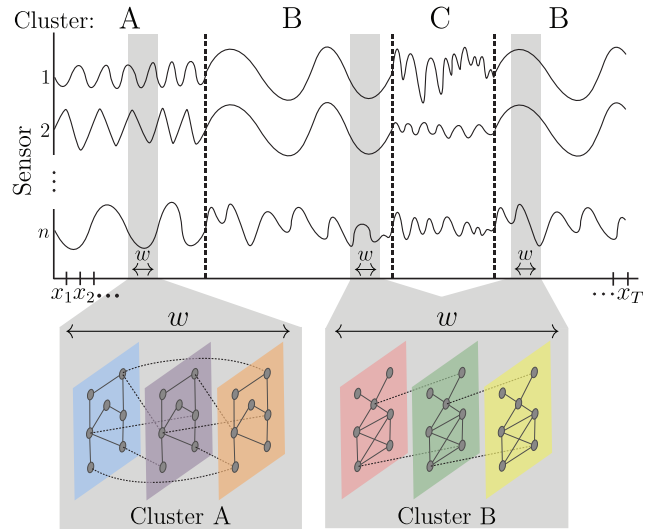 Cluster: A B C B
1
Sensor
2
n
w w w
x1 x2 ... ... xT
w w
Cluster A Cluster B